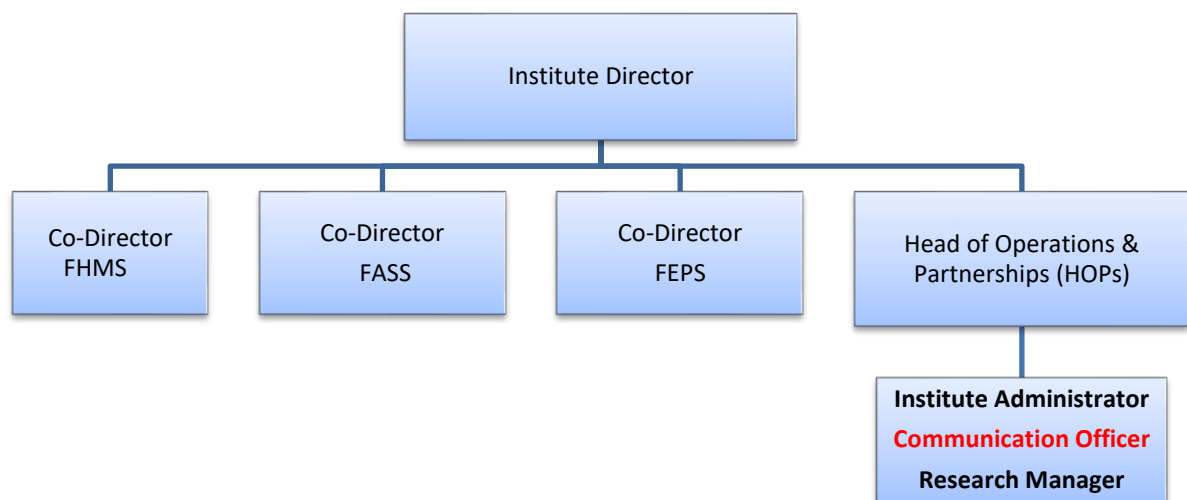 Institute Director
Co-Director
FHMS
Co-Director
FASS
Co-Director
FEPS
Head of Operations &
Partnerships (HOPs)
Institute Administrator
Communication Officer
Research Manager